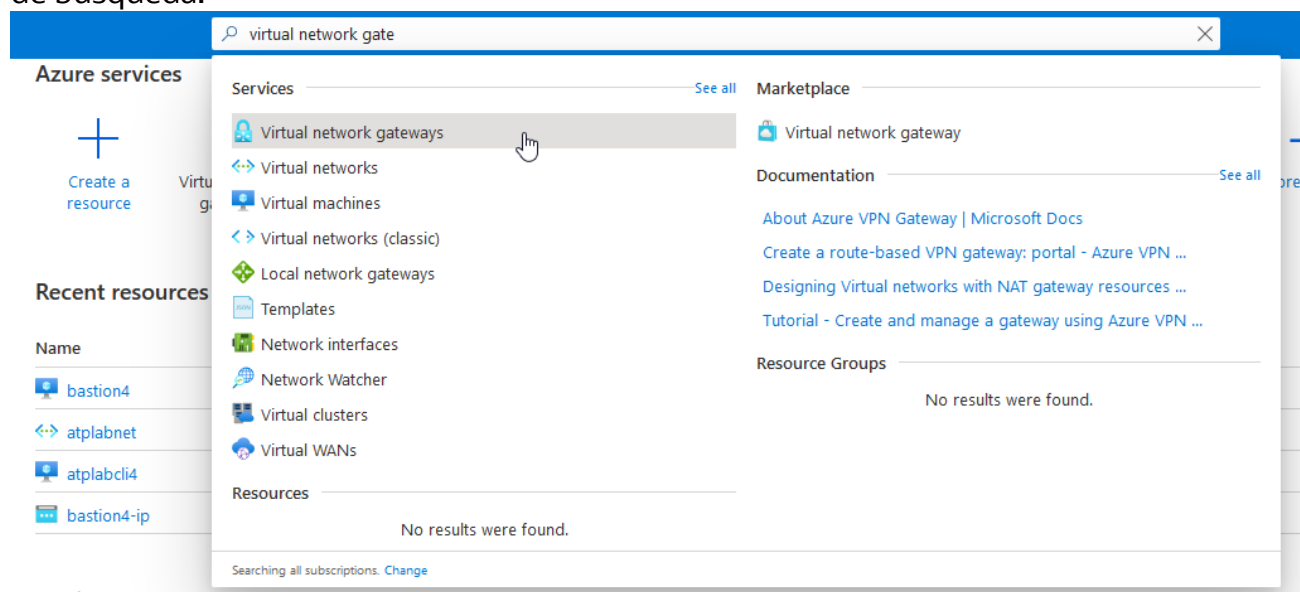 de búsqueda.
virtual network gate
Azure services
Create a resource
Virtu
ga
Recent resources
Name
bastion4
atplabnet
atplabcli4
bastion4-ip
Services
See all
Virtual network gateways
Virtual networks
Virtual machines
Virtual networks (classic)
Local network gateways
Templates
Network interfaces
Network Watcher
Virtual clusters
Virtual WANs
Resources
No results were found.
Searching all subscriptions. Change
Marketplace
Virtual network gateway
Documentation
See all
About Azure VPN Gateway | Microsoft Docs
Create a route-based VPN gateway: portal - Azure VPN ...
Designing Virtual networks with NAT gateway resources ...
Tutorial - Create and manage a gateway using Azure VPN ...
Resource Groups
No results were found.